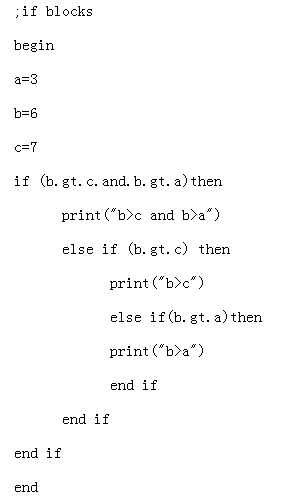 ;if blocks
begin
a=3
b=6
c=7
if (b.gt.c.and.b.gt.a)then
print("b>c and b>a")
else if (b.gt.c) then
print("b>c")
else if(b.gt.a)then
print("b>a")
end if
end if
end if
end